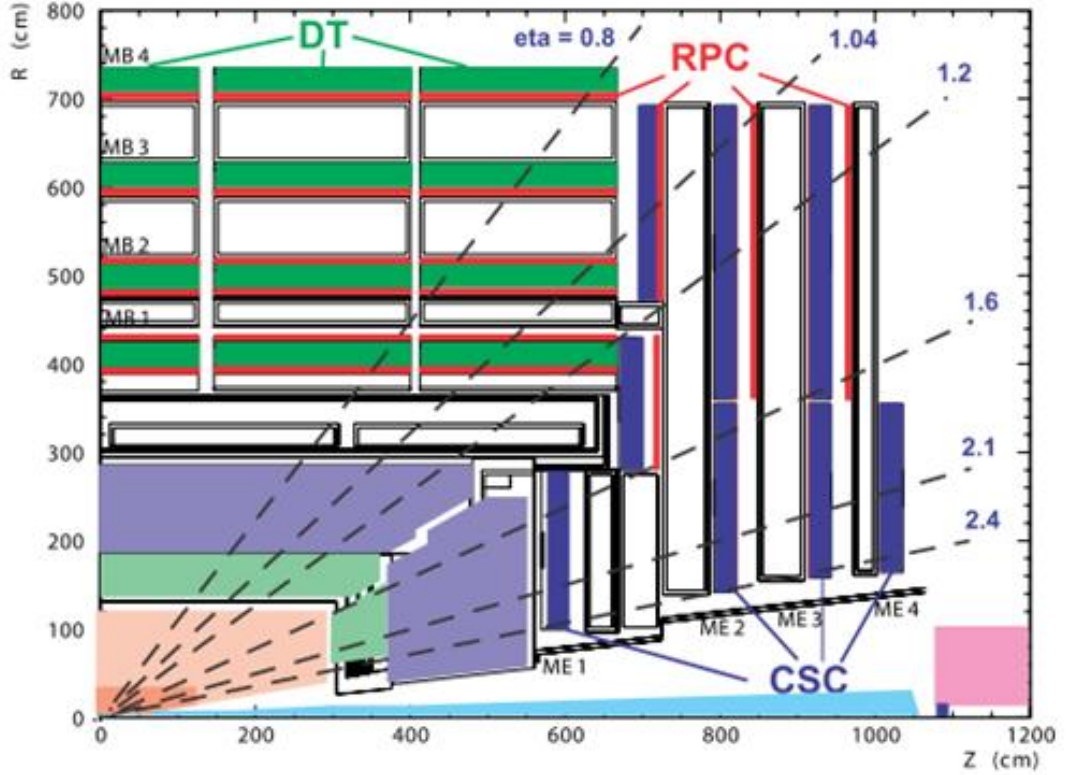 800
R (cm)
MB 4
DT
eta = 0.8
1.04
RPC
1.2
700
MB 3
600
MB 2
500
MB 1
1.6
400
300
2.1
2.4
200
100
ME 1
ME 2
ME 3
ME 4
CSC
0
0
200
400
600
800
1000
1200
Z (cm)